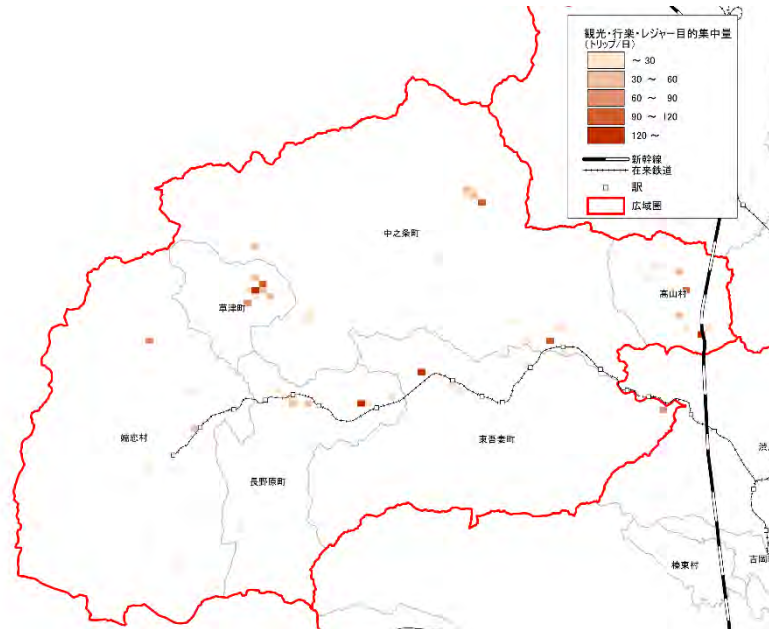 観光・行楽・レジャー目的集中量
(トリップ/日)
～ 30
30 ～ 60
60 ～ 90
90 ～ 120
120 ～
新幹線
在来鉄道
駅
広域圏
中之条町
高山村
草津町
嬬恋村
東吾妻町
長野原町
渋
榛東村
吉岡